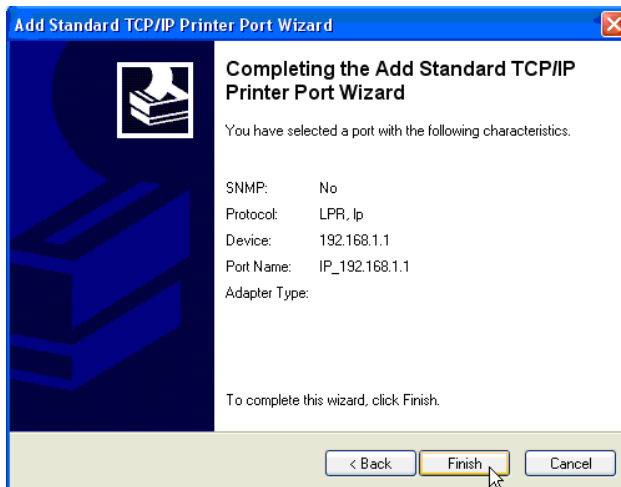 Add Standard TCP/IP Printer Port Wizard
Completing the Add Standard TCP/IP
Printer Port Wizard
You have selected a port with the following characteristics.
SNMP: No
Protocol: LPR, lp
Device: 192.168.1.1
Port Name: IP_192.168.1.1
Adapter Type:
To complete this wizard, click Finish.
< Back Finish Cancel